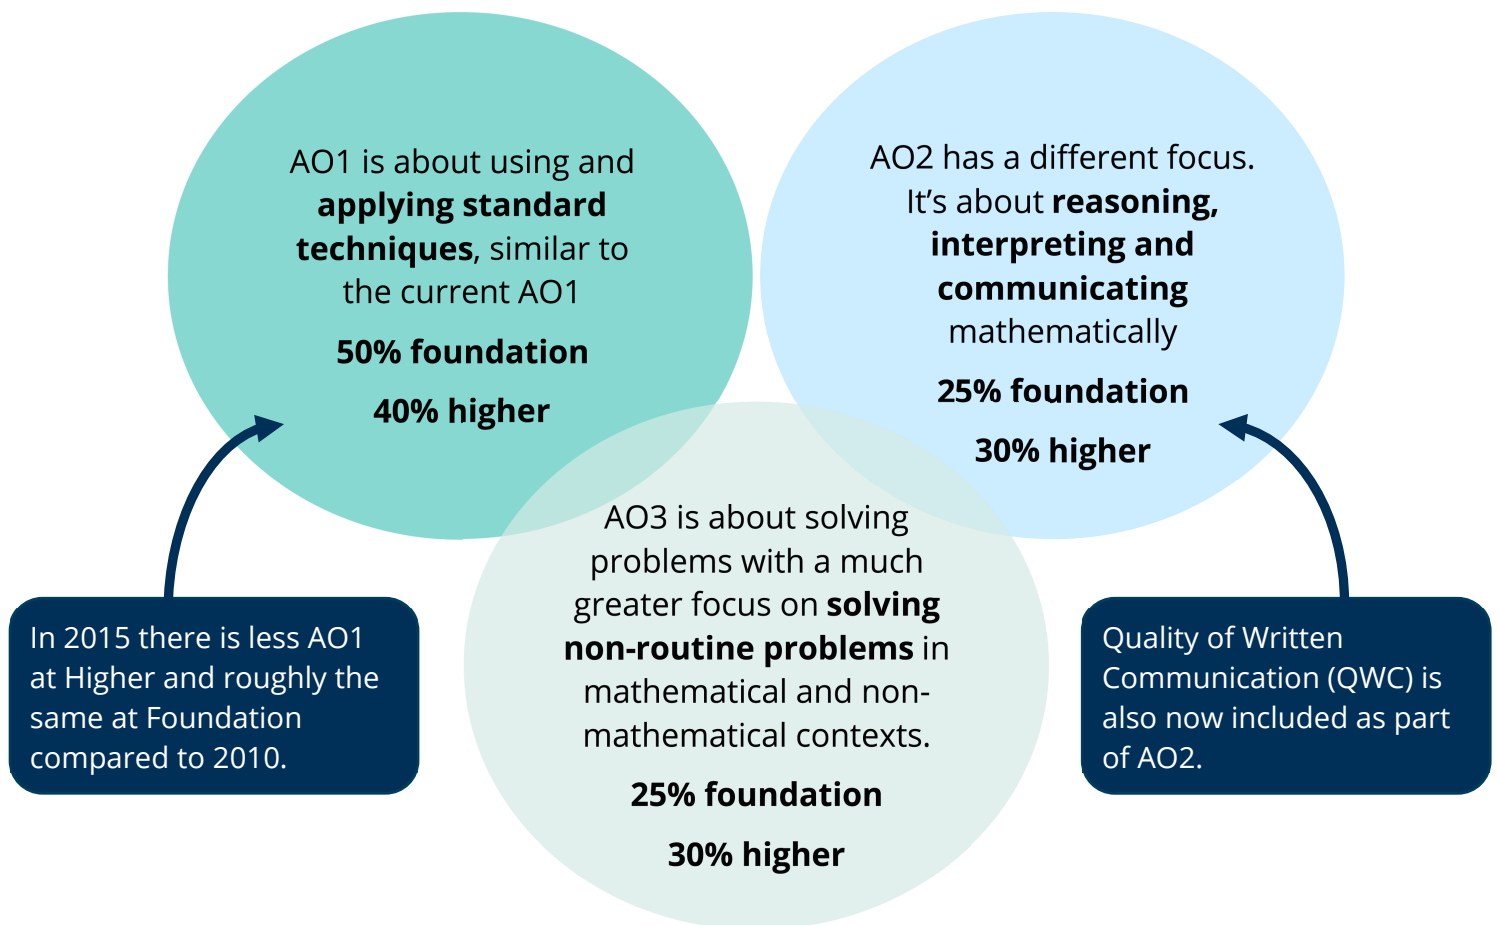 AO1 is about using and
applying standard
techniques, similar to
the current AO1
50% foundation
40% higher
AO2 has a different focus.
It’s about reasoning,
interpreting and
communicating
mathematically
25% foundation
30% higher
AO3 is about solving
problems with a much
greater focus on solving
non-routine problems in
mathematical and non-
mathematical contexts.
25% foundation
30% higher
In 2015 there is less AO1
at Higher and roughly the
same at Foundation
compared to 2010.
Quality of Written
Communication (QWC) is
also now included as part
of AO2.